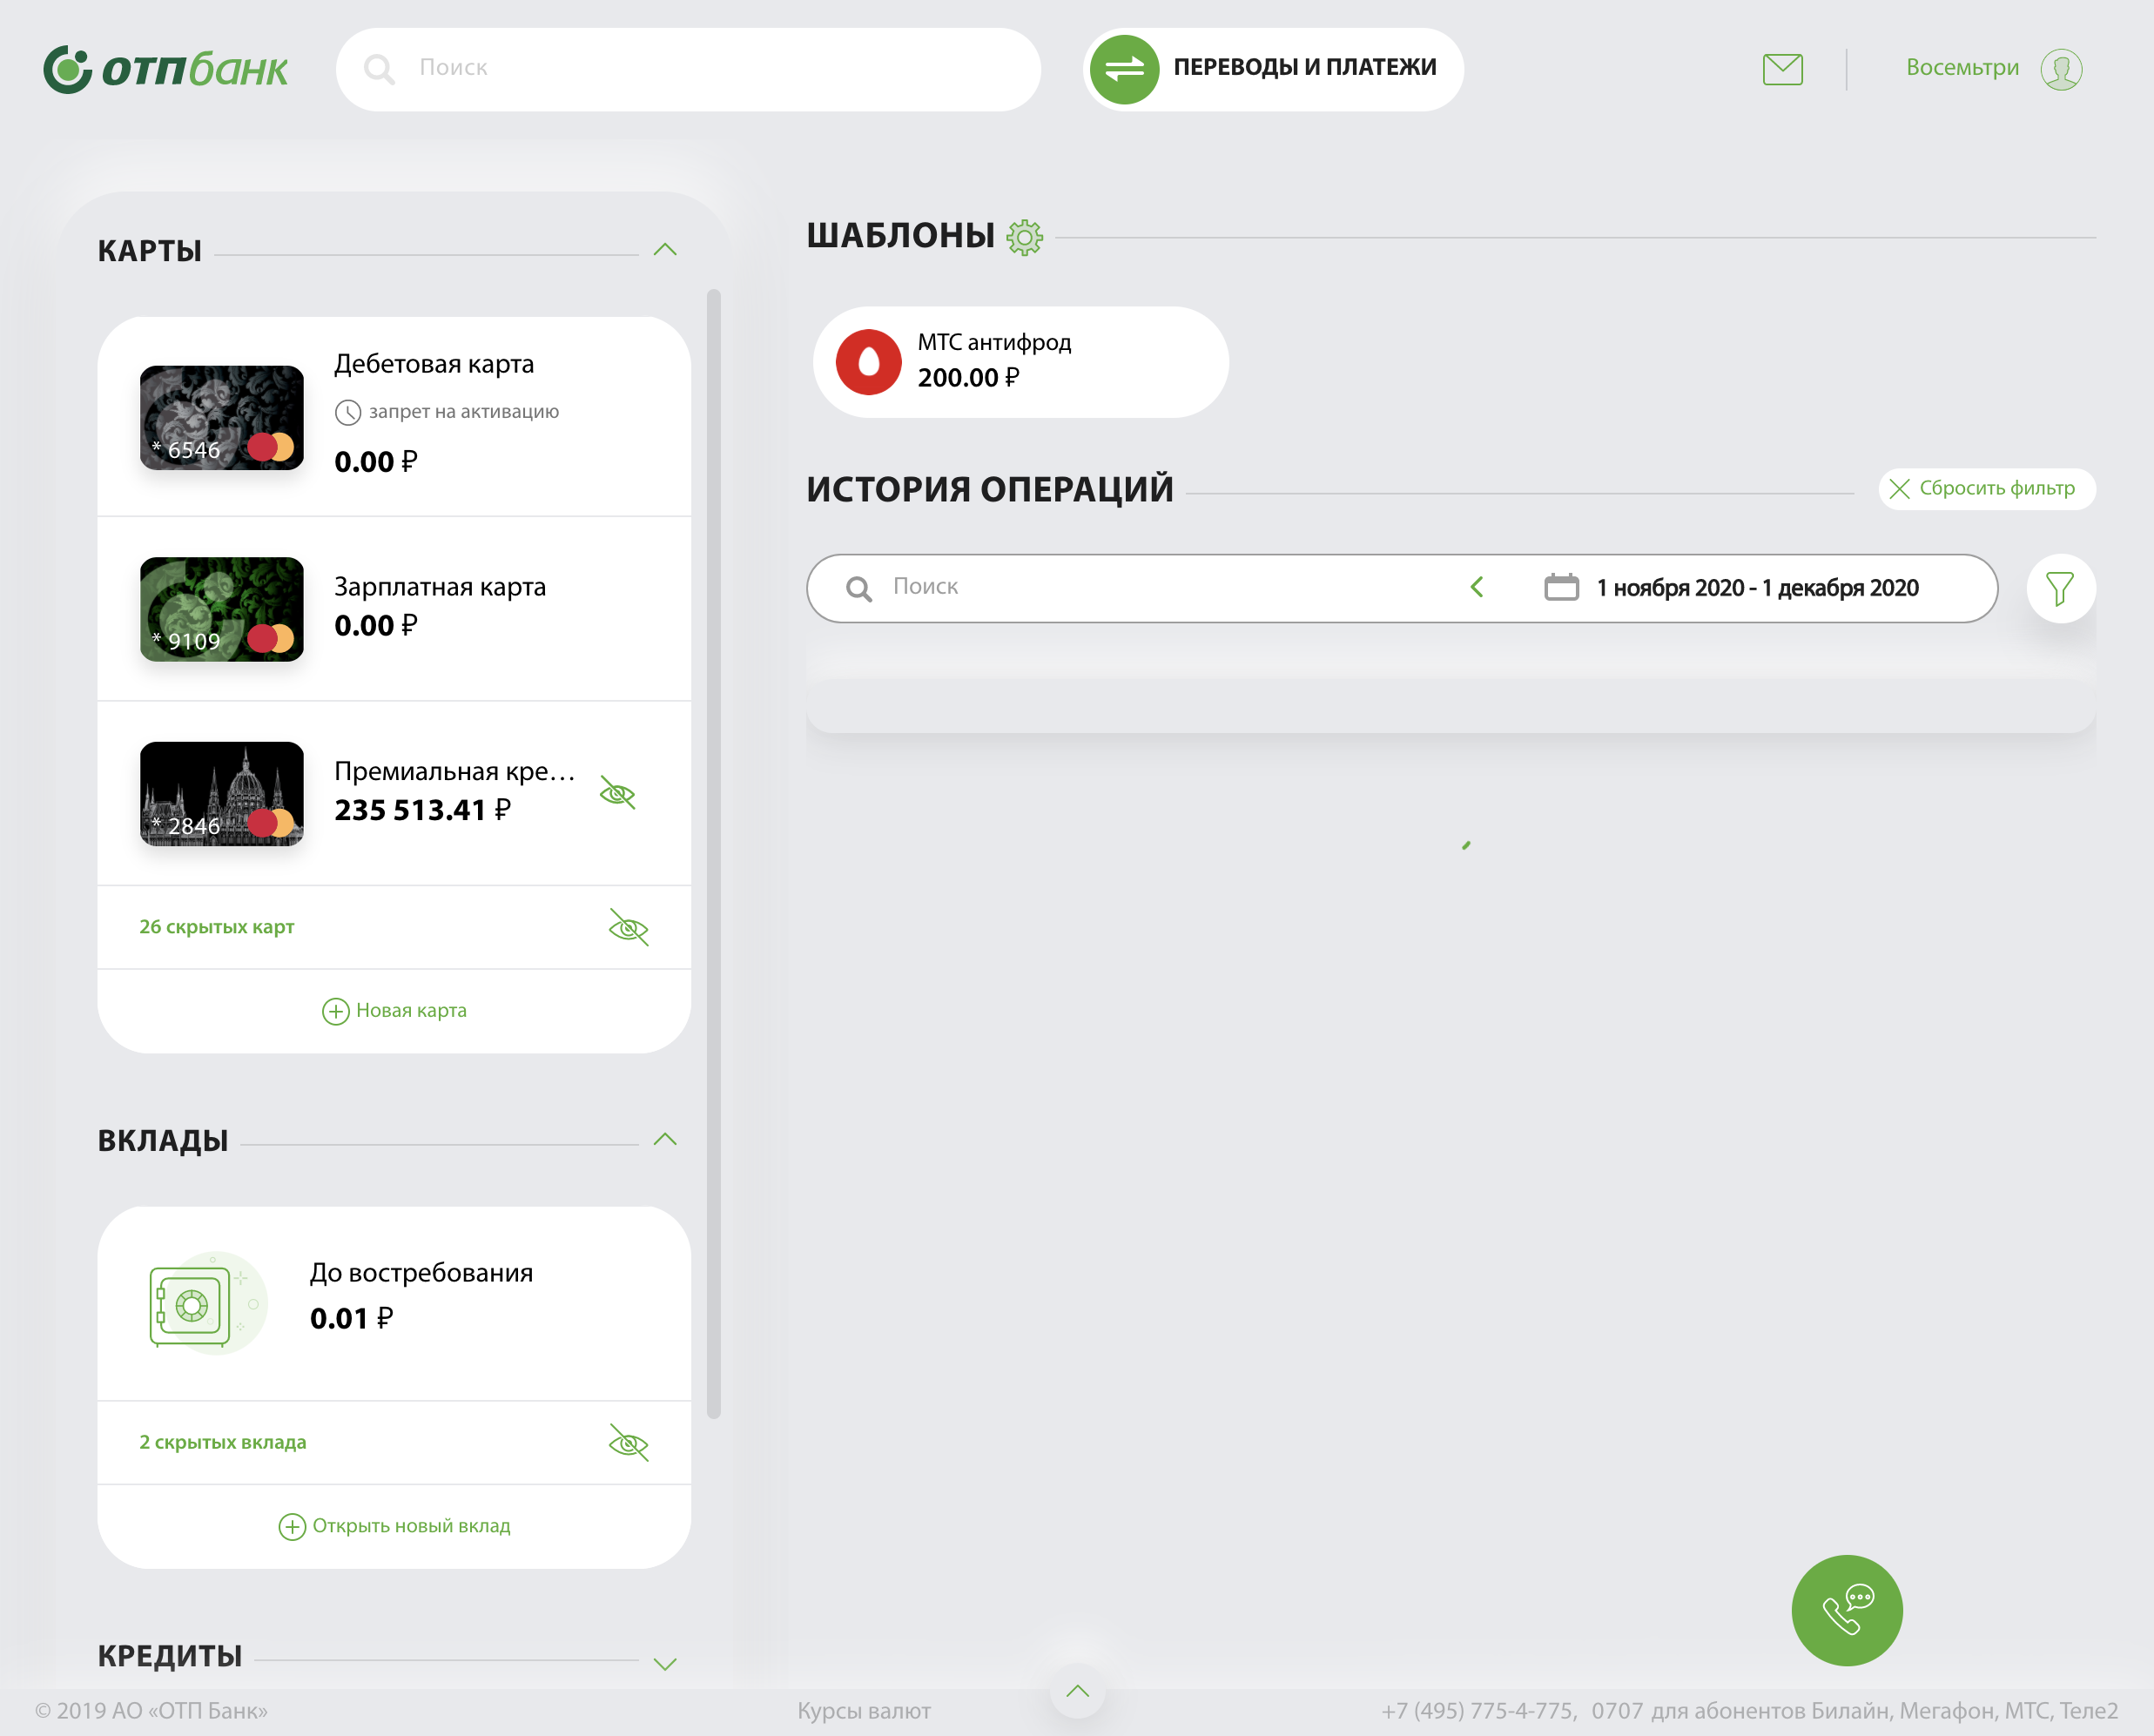 отпбанк
Поиск
ПЕРЕВОДЫ И ПЛАТЕЖИ
Восемьтри
КАРТЫ
Дебетовая карта
запрет на активацию
0.00 ₽
* 6546
Зарплатная карта
0.00 ₽
* 9109
Премиальная кре...
235 513.41 ₽
* 2846
26 скрытых карт
Новая карта
ВКЛАДЫ
До востребования
0.01 ₽
2 скрытых вклада
Открыть новый вклад
КРЕДИТЫ
ШАБЛОНЫ
МТС антифрод
200.00 ₽
ИСТОРИЯ ОПЕРАЦИЙ
Сбросить фильтр
Поиск
1 ноября 2020 - 1 декабря 2020
© 2019 АО «ОТП Банк»
Курсы валют
+7 (495) 775-4-775, 0707 для абонентов Билайн, Мегафон, МТС, Теле2